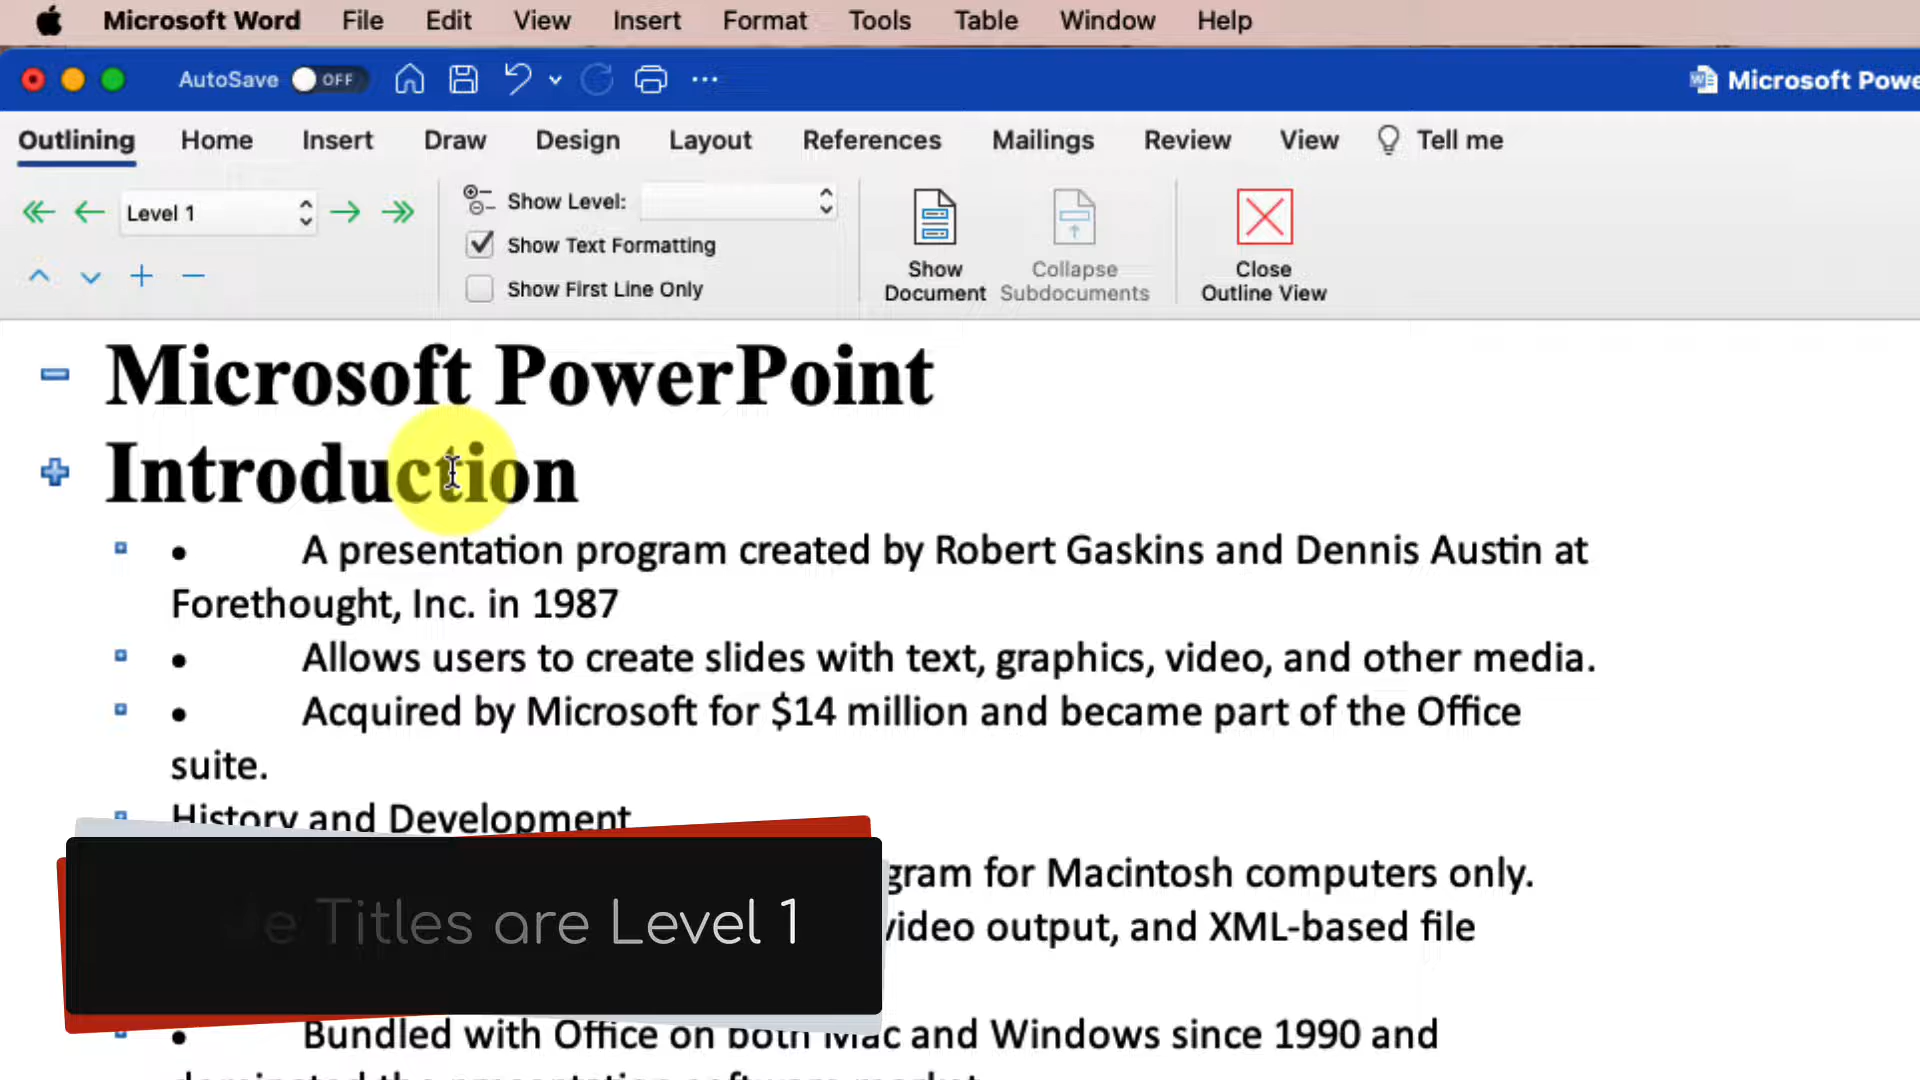 Microsoft Word File Edit View Insert Format Tools Table Window Help
AutoSave OFF Microsoft Powe
Outlining Home Insert Draw Design Layout References Mailings Review View Tell me
Level 1
Show Level:
Show Text Formatting
Show First Line Only
Show Document
Collapse Subdocuments
Close Outline View
Microsoft PowerPoint
Introduction
• A presentation program created by Robert Gaskins and Dennis Austin at
Forethought, Inc. in 1987
• Allows users to create slides with text, graphics, video, and other media.
• Acquired by Microsoft for $14 million and became part of the Office
suite.
History and Development
gram for Macintosh computers only.
video output, and XML-based file
de Titles are Level 1
• Bundled with Office on both Mac and Windows since 1990 and
dominated the presentation software market